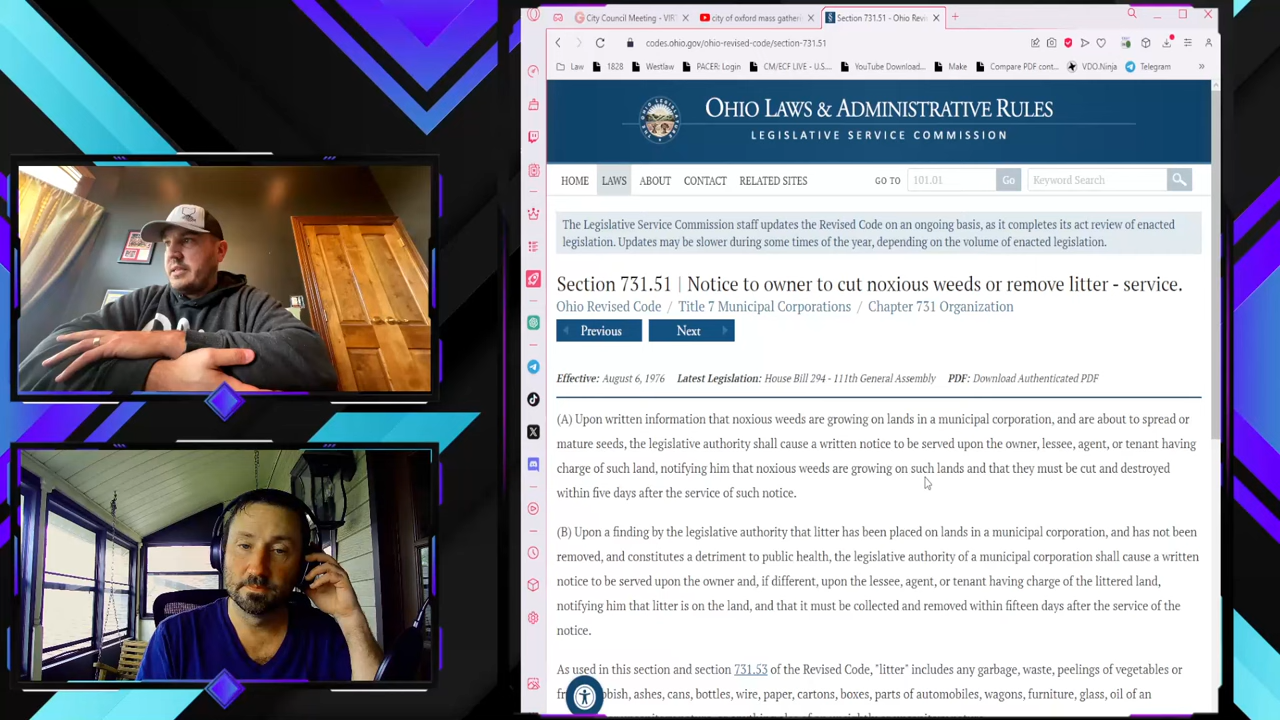 City Council Meeting - VIR
city of oxford mass gatheri
Section 731.51 - Ohio Revi
codes.ohio.gov/ohio-revised-code/section-731.51
Law 1828 Westlaw PACER: Login CM/ECF LIVE - U.S... YouTube Download... Make Compare PDF cont... VDO.Ninja Telegram
OHIO LAWS & ADMINISTRATIVE RULES
LEGISLATIVE SERVICE COMMISSION
HOME LAWS ABOUT CONTACT RELATED SITES GO TO 101.01 Go Keyword Search
The Legislative Service Commission staff updates the Revised Code on an ongoing basis, as it completes its act review of enacted
legislation. Updates may be slower during some times of the year, depending on the volume of enacted legislation.
Section 731.51 | Notice to owner to cut noxious weeds or remove litter - service.
Ohio Revised Code / Title 7 Municipal Corporations / Chapter 731 Organization
Previous Next
Effective: August 6, 1976 Latest Legislation: House Bill 294 - 111th General Assembly PDF: Download Authenticated PDF
(A) Upon written information that noxious weeds are growing on lands in a municipal corporation, and are about to spread or
mature seeds, the legislative authority shall cause a written notice to be served upon the owner, lessee, agent, or tenant having
charge of such land, notifying him that noxious weeds are growing on such lands and that they must be cut and destroyed
within five days after the service of such notice.
(B) Upon a finding by the legislative authority that litter has been placed on lands in a municipal corporation, and has not been
removed, and constitutes a detriment to public health, the legislative authority of a municipal corporation shall cause a written
notice to be served upon the owner and, if different, upon the lessee, agent, or tenant having charge of the littered land,
notifying him that litter is on the land, and that it must be collected and removed within fifteen days after the service of the
notice.
As used in this section and section 731.53 of the Revised Code, "litter" includes any garbage, waste, peelings of vegetables or
ashes, cans, bottles, wire, paper, cartons, boxes, parts of automobiles, wagons, furniture, glass, oil of an